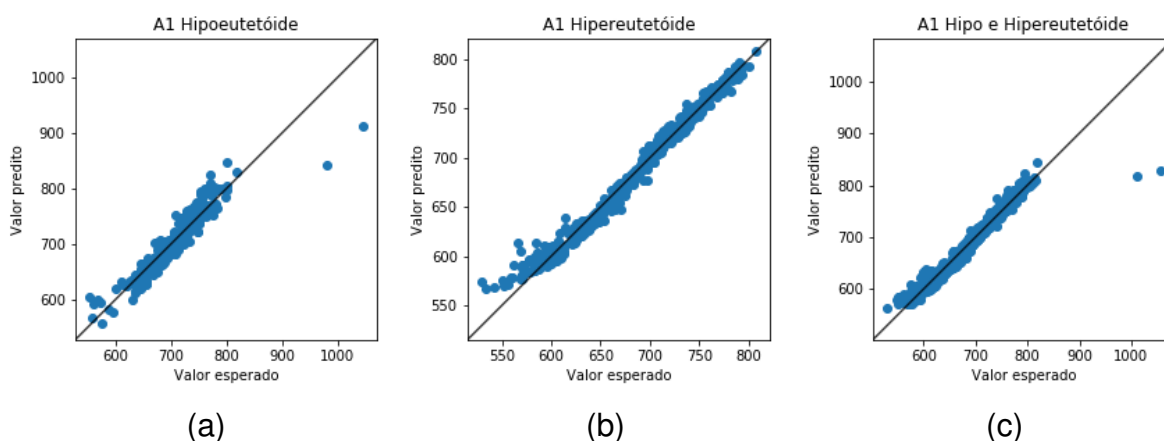 A1 Hipoeutetóide
Valor predito
1000
900
800
700
600
600 700 800 900 1000
Valor esperado
(a)
A1 Hipereutetóide
Valor predito
800
750
700
650
600
550
550 600 650 700 750 800
Valor esperado
(b)
A1 Hipo e Hipereutetóide
Valor predito
1000
900
800
700
600
600 700 800 900 1000
Valor esperado
(c)